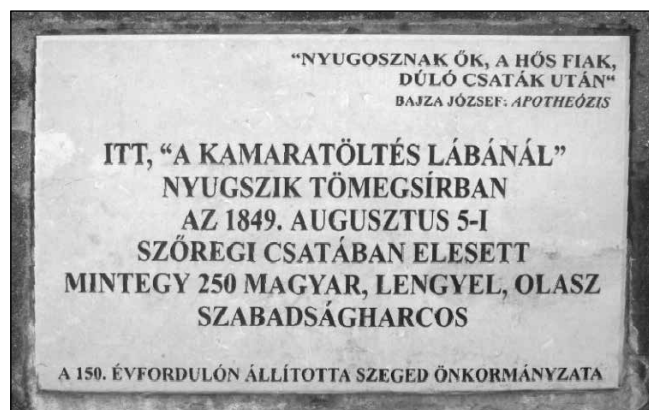 “NYUGOSZNAK ŐK, A HŐS FIAK,
DÚLÓ CSATÁK UTÁN“
BAJZA JÓZSEF: APOTHEÓZIS
ITT, “A KAMARATÖLTÉS LÁBÁNÁL”
NYUGSZIK TÖMEGSÍRBAN
AZ 1849. AUGUSZTUS 5-I
SZŐREGI CSATÁBAN ELESETT
MINTEGY 250 MAGYAR, LENGYEL, OLASZ
SZABADSÁGHARCOS
A 150. ÉVFORDULÓN ÁLLÍTOTTA SZEGED ÖNKORMÁNYZATA